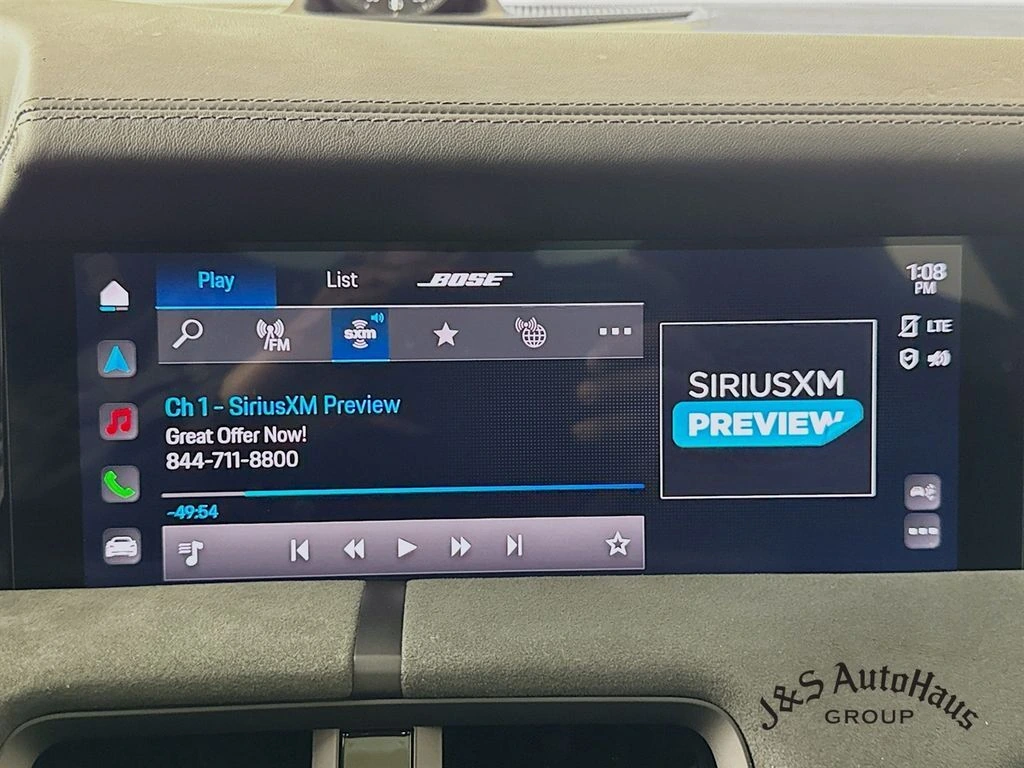 Play
List
BOSE
1:08
PM
FM
sxm
LTE
Ch 1 - SiriusXM Preview
Great Offer Now!
844-711-8800
SIRIUSXM
PREVIEW
-49:54
J&S AutoHaus
GROUP